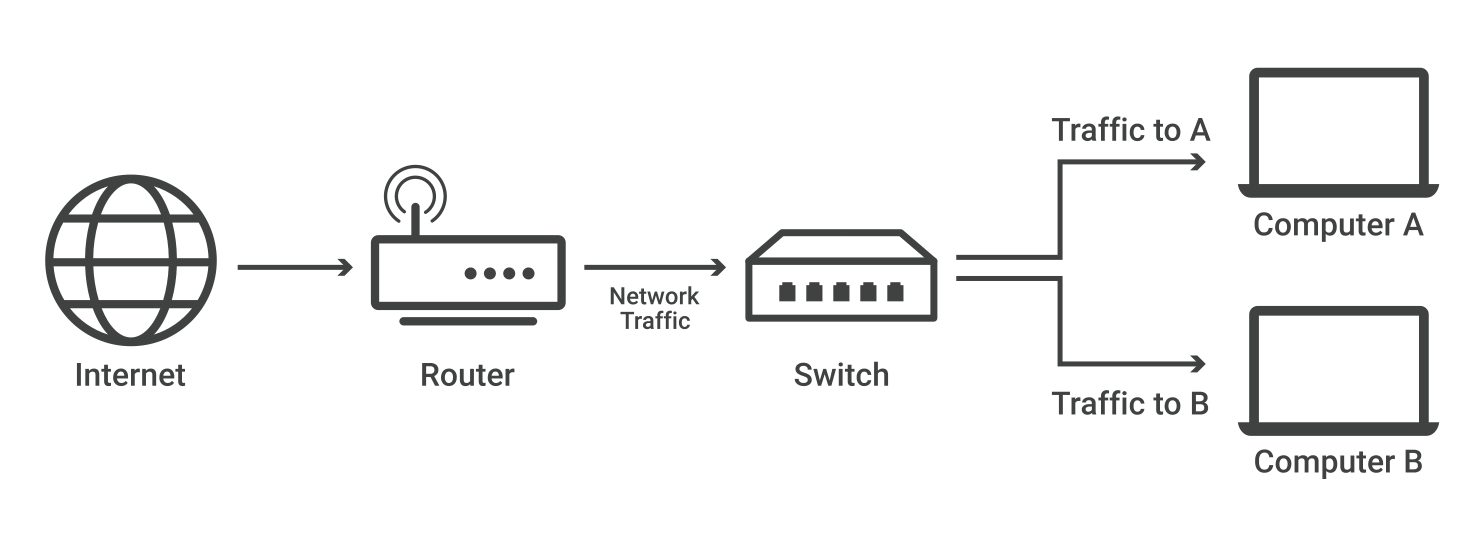 Internet
Router
Network
Traffic
Switch
Traffic to A
Computer A
Traffic to B
Computer B